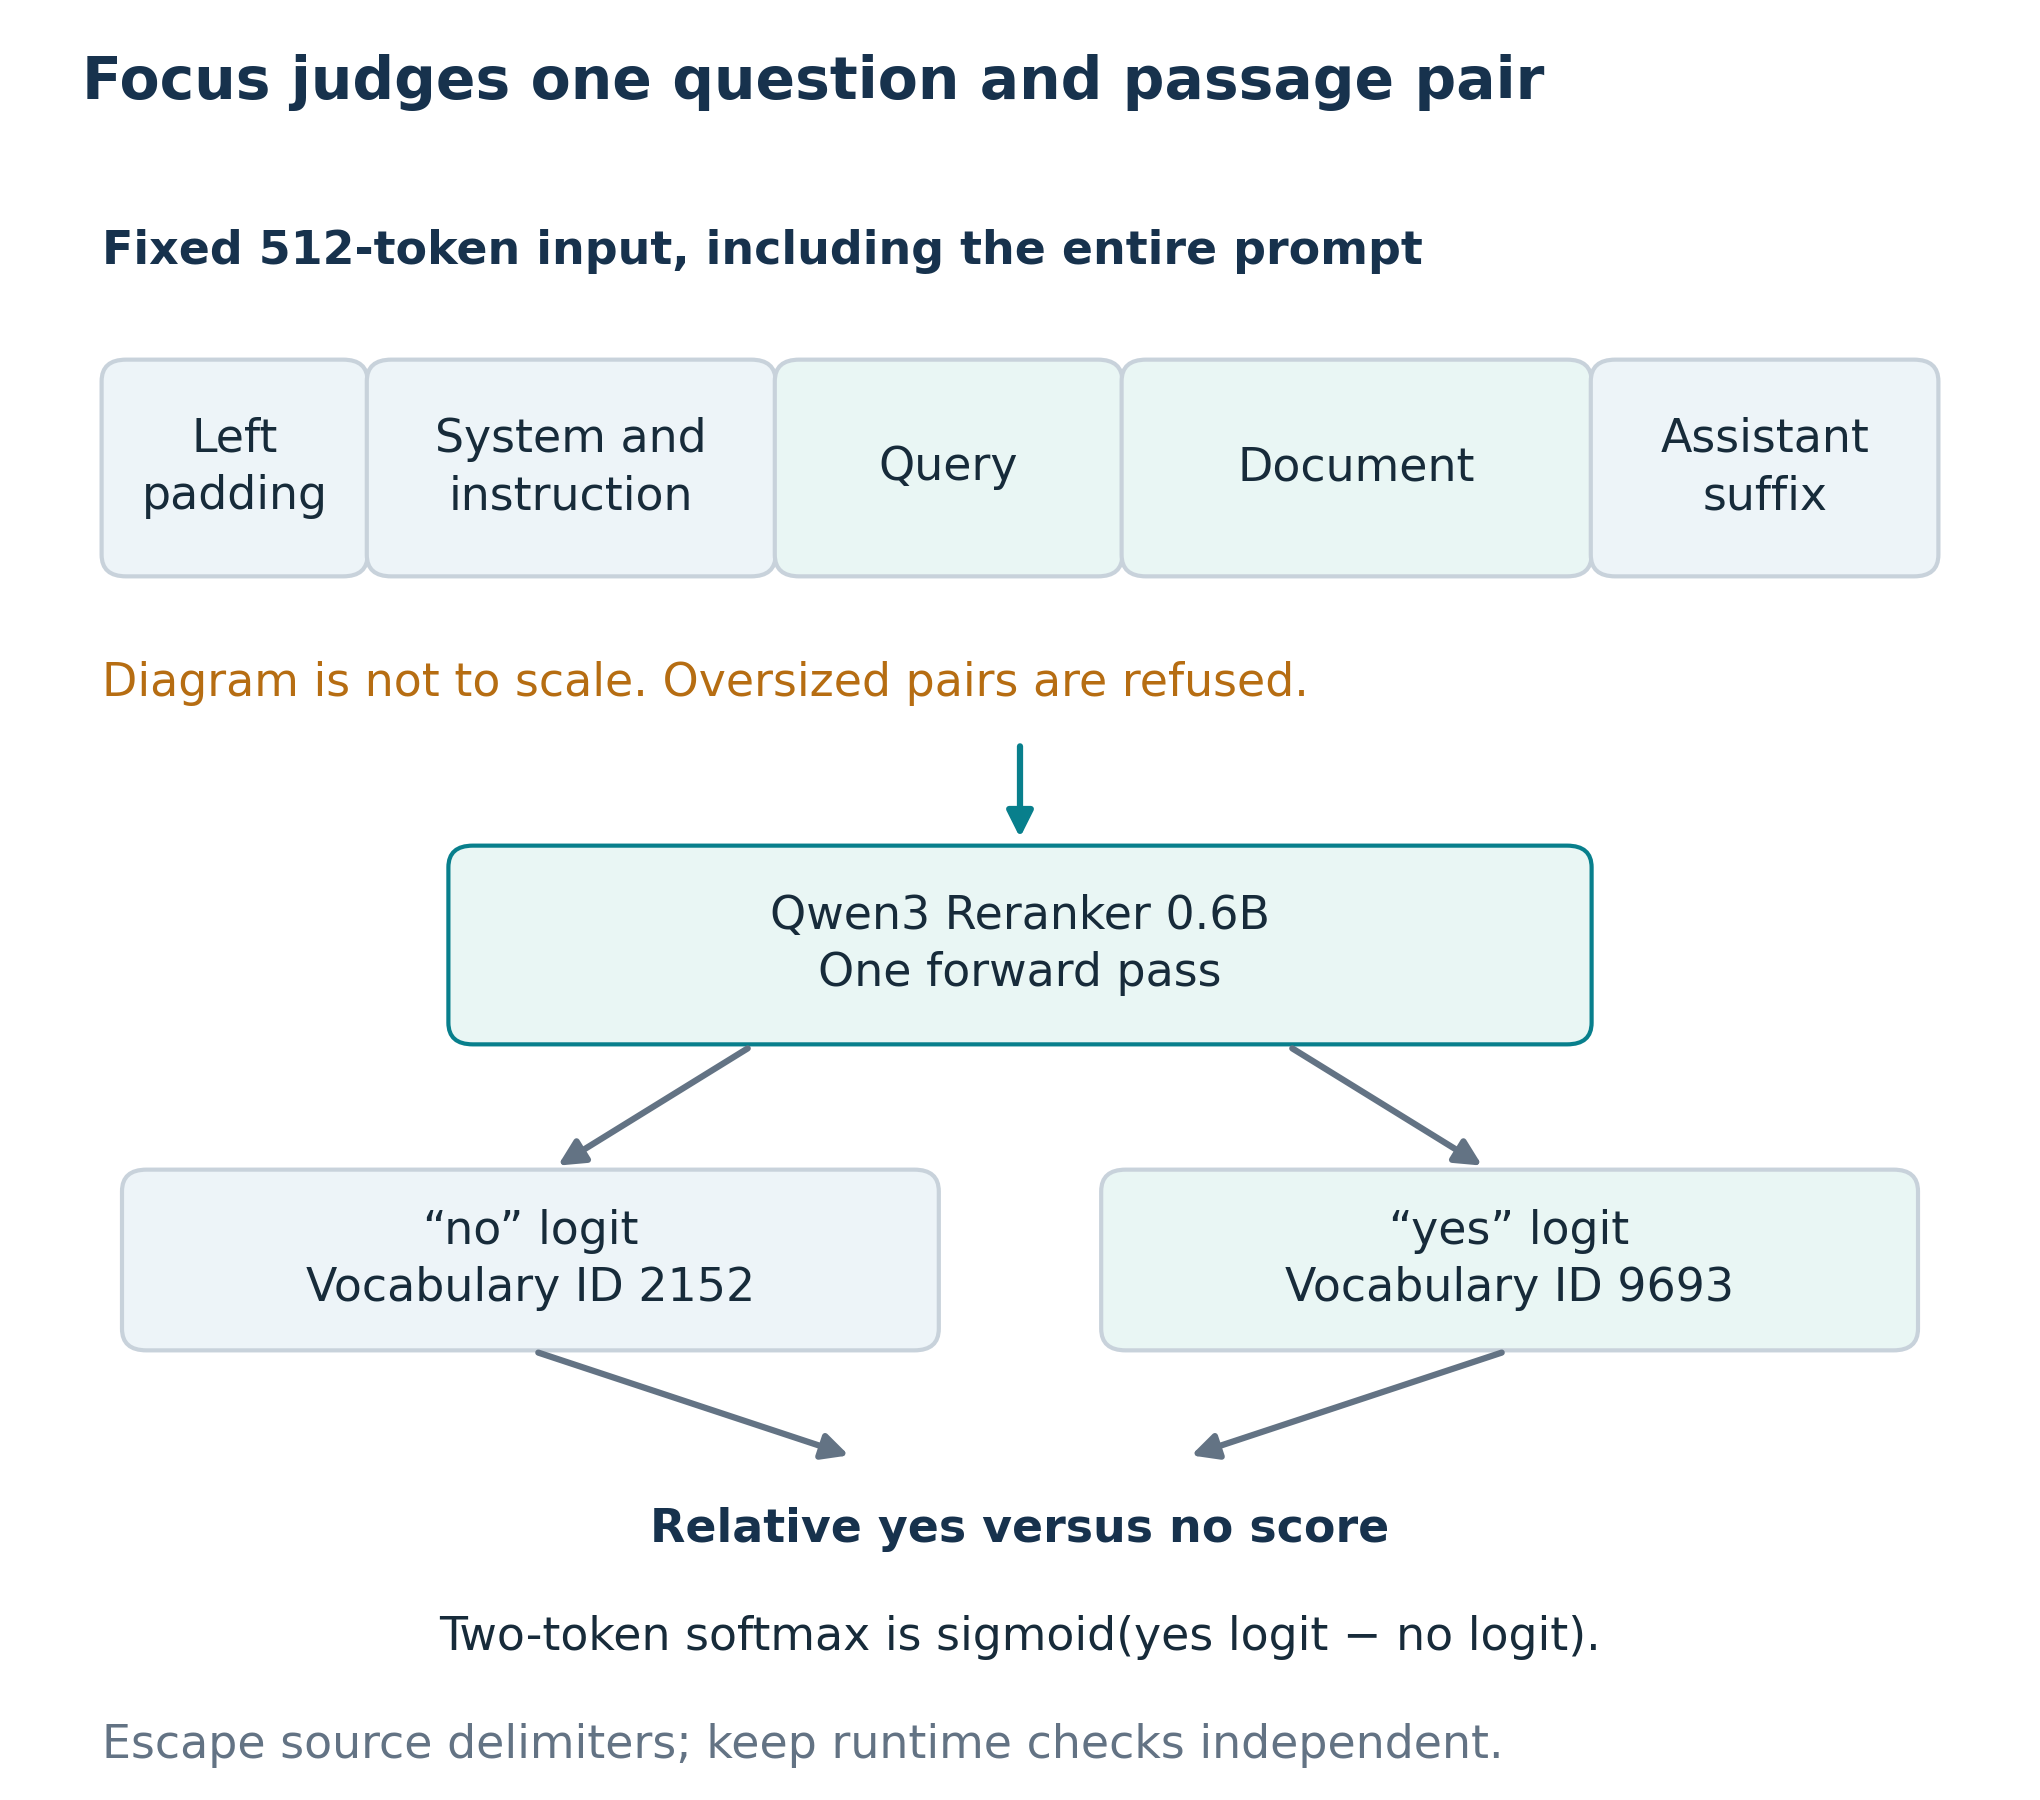 Focus judges one question and passage pair
Fixed 512-token input, including the entire prompt
Left
padding
System and
instruction
Query
Document
Assistant
suffix
Diagram is not to scale. Oversized pairs are refused.
Qwen3 Reranker 0.6B
One forward pass
“no” logit
Vocabulary ID 2152
“yes” logit
Vocabulary ID 9693
Relative yes versus no score
Two-token softmax is sigmoid(yes logit − no logit).
Escape source delimiters; keep runtime checks independent.